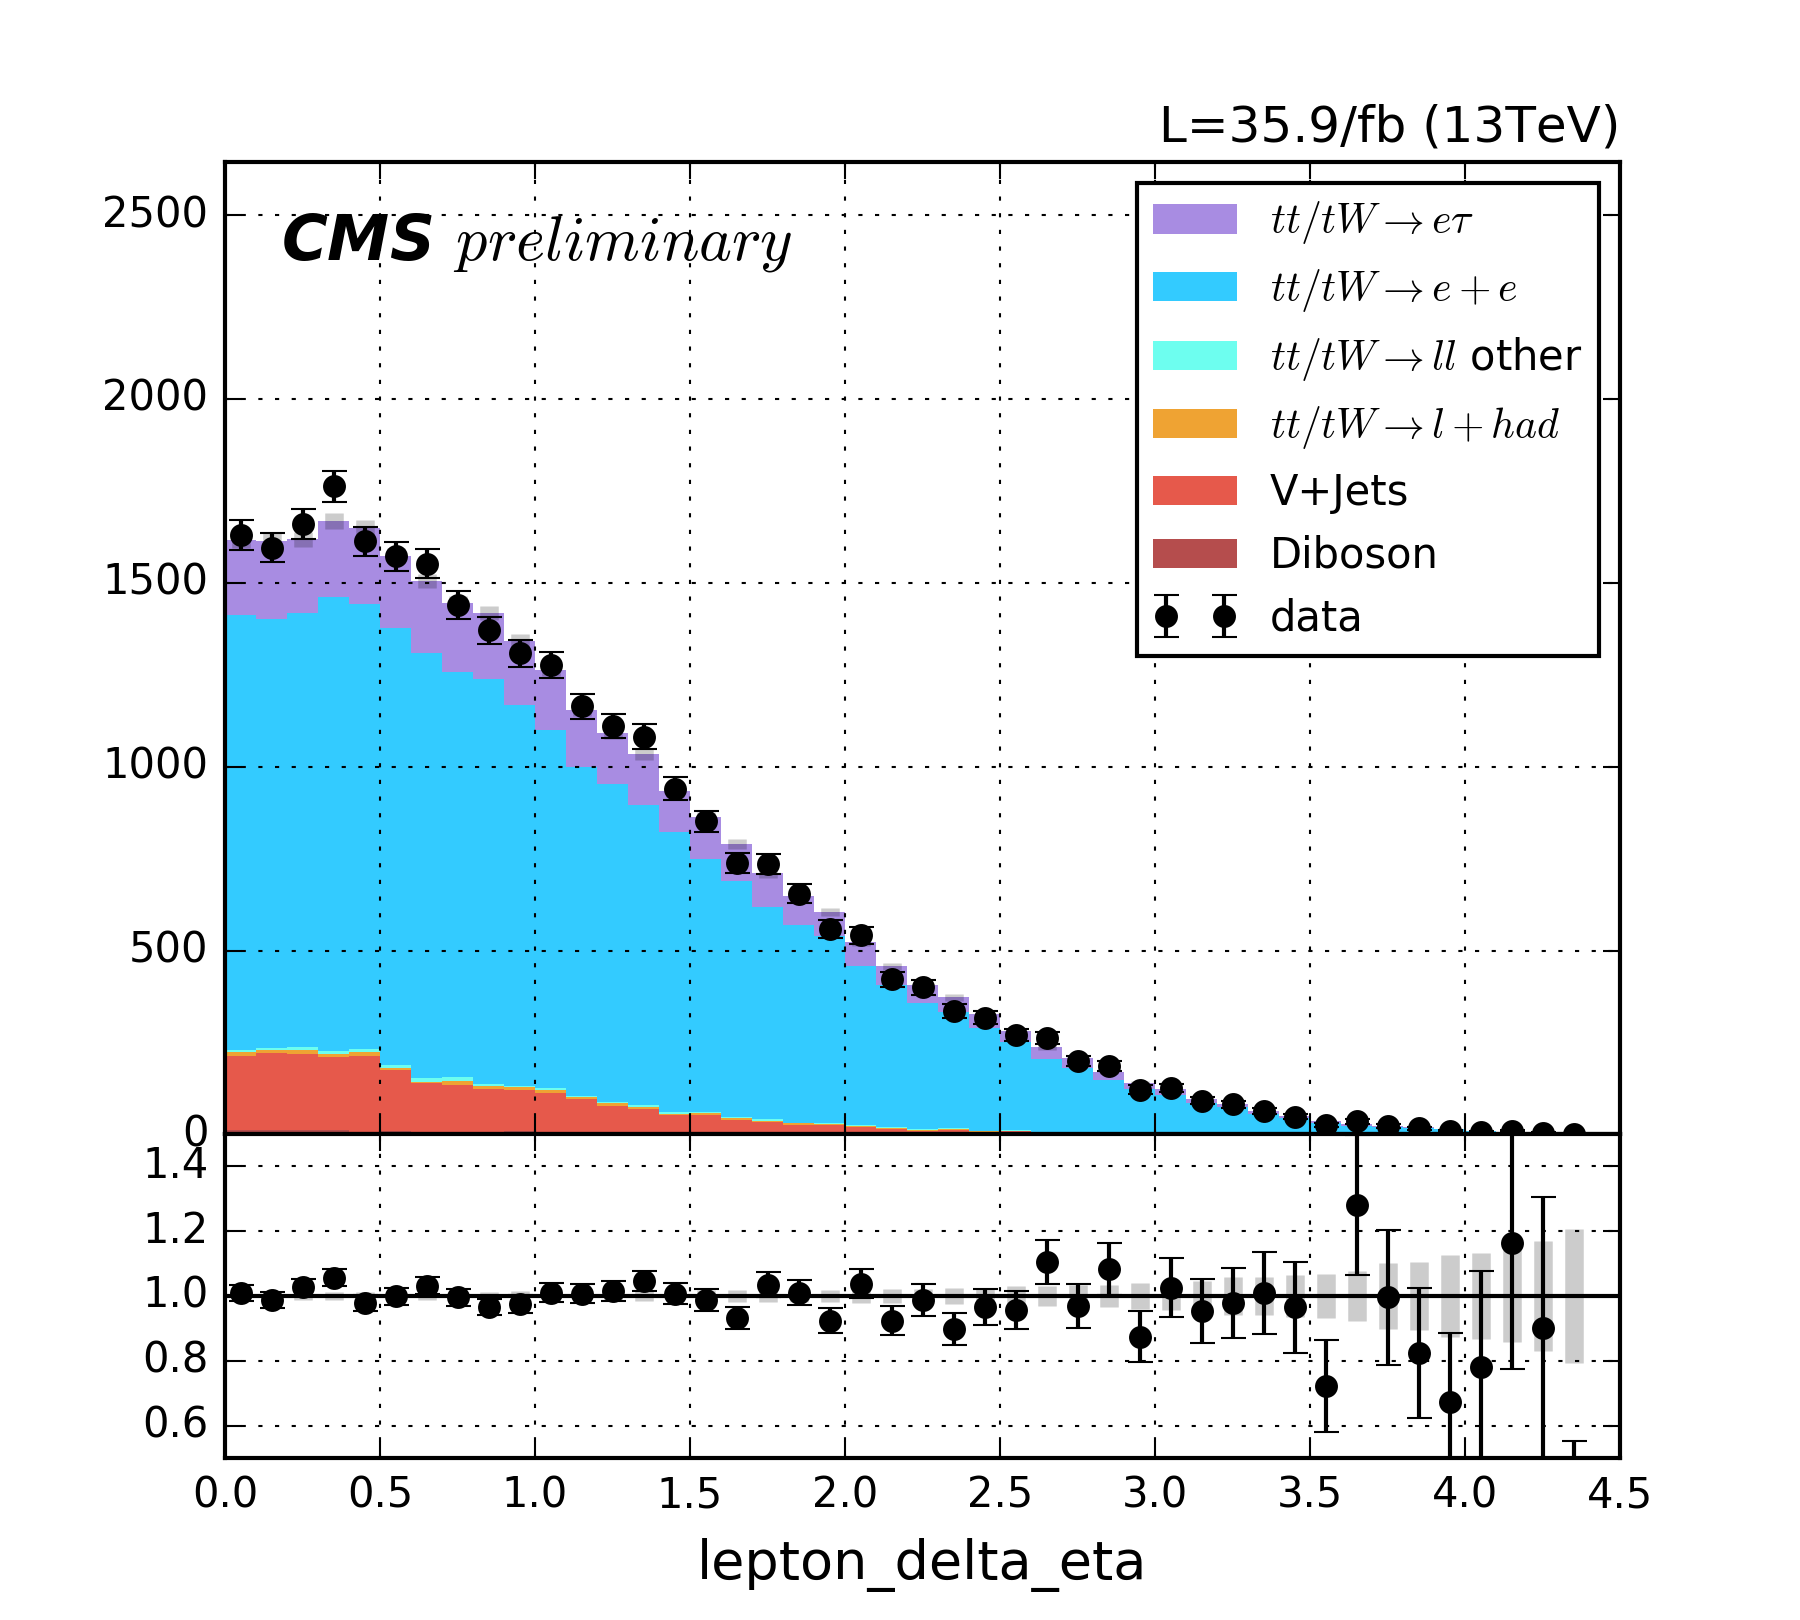 L=35.9/fb (13TeV)
CMS preliminary
2500
2000
1500
1000
500
0
tt/tW→eτ
tt/tW→e+e
tt/tW→ll other
tt/tW→l+had
V+Jets
Diboson
data
1.4
1.2
1.0
0.8
0.6
0.0 0.5 1.0 1.5 2.0 2.5 3.0 3.5 4.0 4.5
lepton_delta_eta